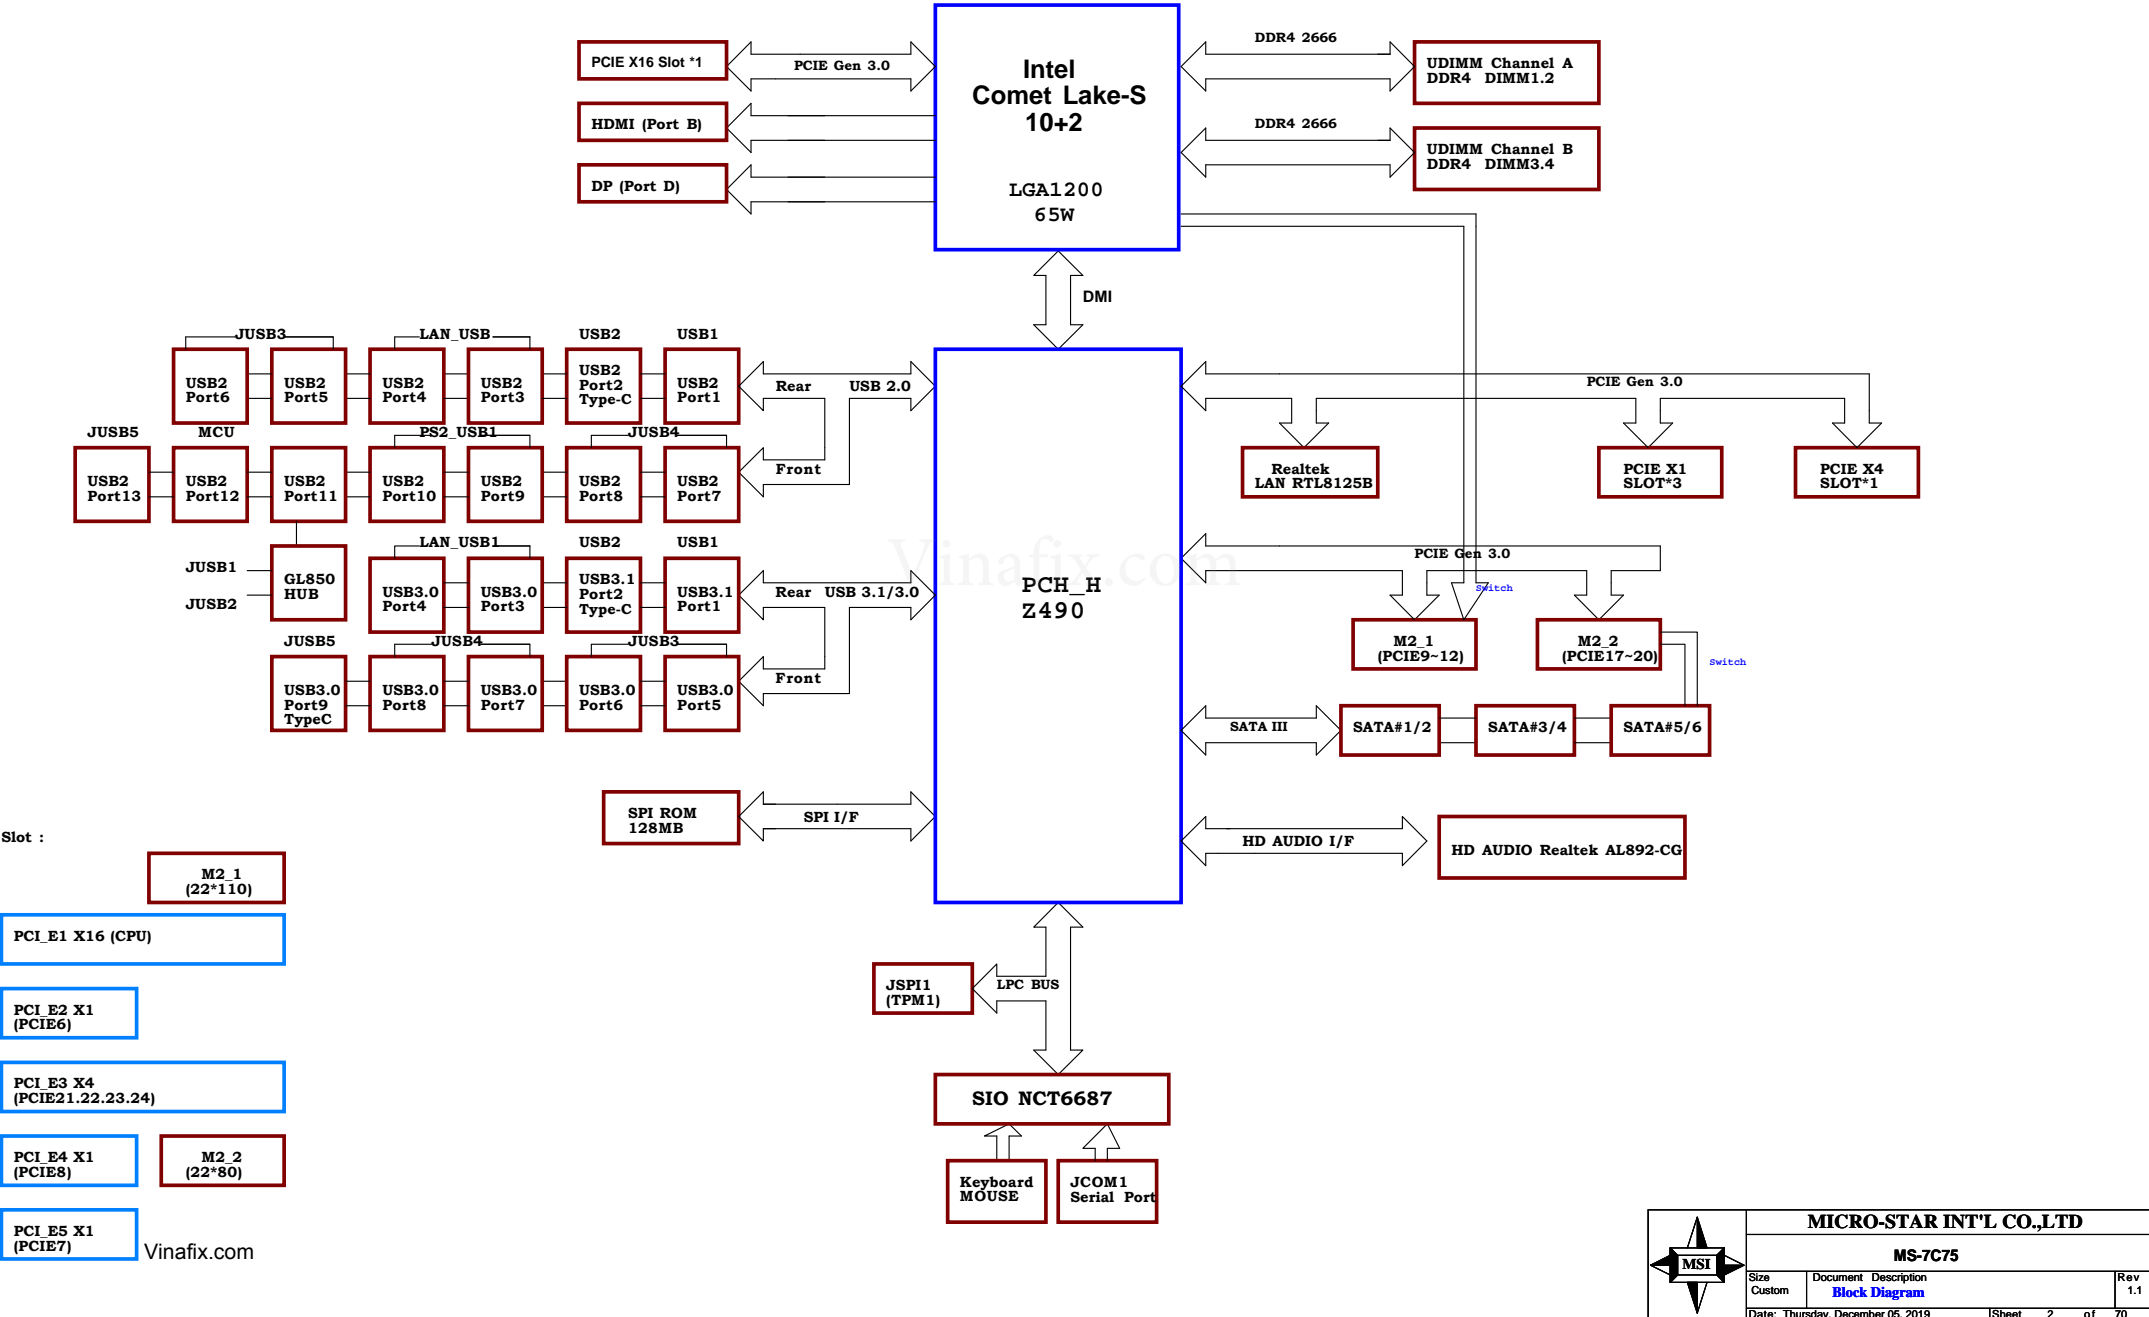 PCIE X16 Slot *1
PCIE Gen 3.0
HDMI (Port B)
DP (Port D)
Intel
Comet Lake-S
10+2
LGA1200
65W
DDR4 2666
UDIMM Channel A
DDR4 DIMM1.2
DDR4 2666
UDIMM Channel B
DDR4 DIMM3.4
DMI
JUSB3
LAN_USB
USB2
USB1
USB2
Port6
USB2
Port5
USB2
Port4
USB2
Port3
USB2
Port2
Type-C
USB2
Port1
Rear
USB 2.0
JUSB5
MCU
PS2_USB1
JUSB4
USB2
Port13
USB2
Port12
USB2
Port11
USB2
Port10
USB2
Port9
USB2
Port8
USB2
Port7
Front
JUSB1
JUSB2
GL850
HUB
LAN_USB1
USB2
USB1
USB3.0
Port4
USB3.0
Port3
USB3.1
Port2
Type-C
USB3.1
Port1
Rear
USB 3.1/3.0
JUSB5
JUSB4
JUSB3
USB3.0
Port9
TypeC
USB3.0
Port8
USB3.0
Port7
USB3.0
Port6
USB3.0
Port5
Front
Vinafix.com
PCH_H
Z490
PCIE Gen 3.0
Realtek
LAN RTL8125B
PCIE X1
SLOT*3
PCIE X4
SLOT*1
PCIE Gen 3.0
Switch
M2_1
(PCIE9~12)
M2_2
(PCIE17~20)
Switch
SATA III
SATA#1/2
SATA#3/4
SATA#5/6
SPI ROM
128MB
SPI I/F
HD AUDIO I/F
HD AUDIO Realtek AL892-CG
JSPI1
(TPM1)
LPC BUS
SIO NCT6687
Keyboard
MOUSE
JCOM1
Serial Port
Slot :
M2_1
(22*110)
PCI_E1 X16 (CPU)
PCI_E2 X1
(PCIE6)
PCI_E3 X4
(PCIE21.22.23.24)
PCI_E4 X1
(PCIE8)
M2_2
(22*80)
PCI_E5 X1
(PCIE7)
Vinafix.com
MSI
MICRO-STAR INT'L CO.,LTD
MS-7C75
Size
Custom
Document Description
Block Diagram
Rev
1.1
Date: Thursday, December 05, 2019
Sheet 2 of 70